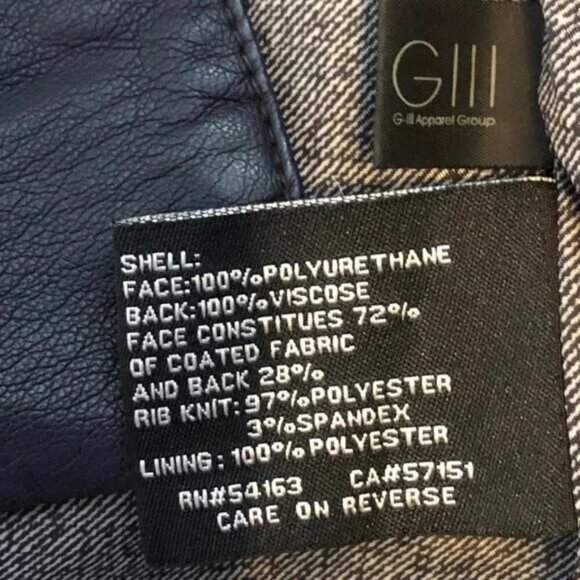 GIII
G-III Apparel Group
SHELL:
FACE:100%POLYURETHANE
BACK:100%VISCOSE
FACE CONSTITUES 72%
OF COATED FABRIC
AND BACK 28%
RIB KNIT: 97%POLYESTER
3%SPANDEX
LINING: 100%POLYESTER
RN#54163 CA#57151
CARE ON REVERSE